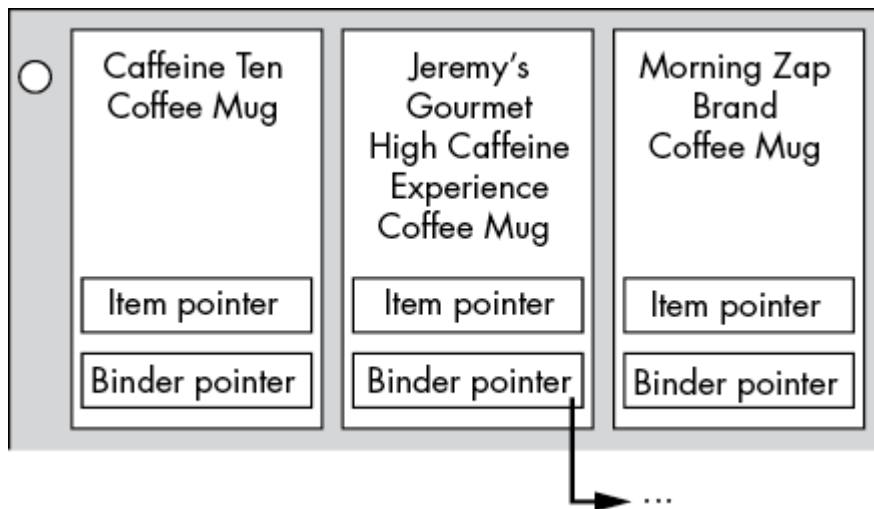 Caffeine Ten
Coffee Mug
Item pointer
Binder pointer
Jeremy's
Gourmet
High Caffeine
Experience
Coffee Mug
Item pointer
Binder pointer
Morning Zap
Brand
Coffee Mug
Item pointer
Binder pointer
...